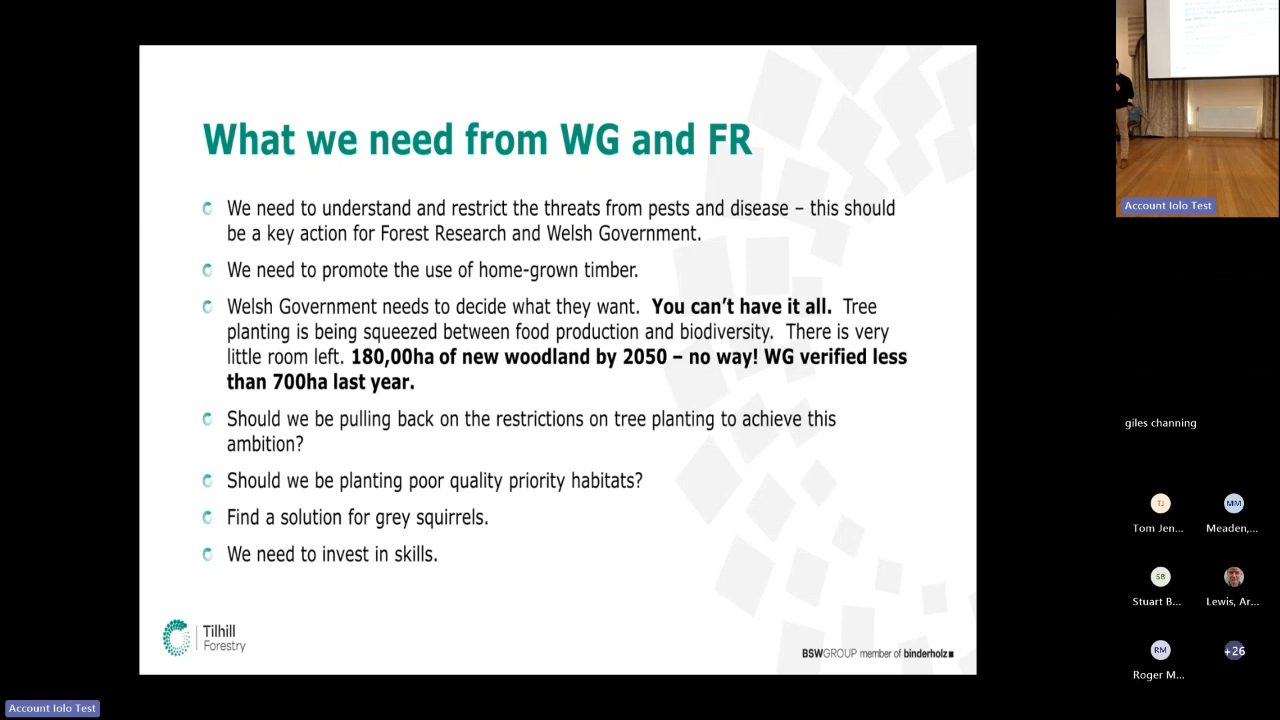 What we need from WG and FR
We need to understand and restrict the threats from pests and disease – this should
be a key action for Forest Research and Welsh Government.
We need to promote the use of home-grown timber.
Welsh Government needs to decide what they want. You can't have it all. Tree
planting is being squeezed between food production and biodiversity. There is very
little room left. 180,00ha of new woodland by 2050 – no way! WG verified less
than 700ha last year.
Should we be pulling back on the restrictions on tree planting to achieve this
ambition?
Should we be planting poor quality priority habitats?
Find a solution for grey squirrels.
We need to invest in skills.
Tilhill
Forestry
BSWGROUP member of binderholz
Account Iolo Test
Account Iolo Test
giles channing
TJ
Tom Jen...
MM
Meaden,...
SB
Stuart B...
Lewis, Ar...
RM
Roger M...
+26